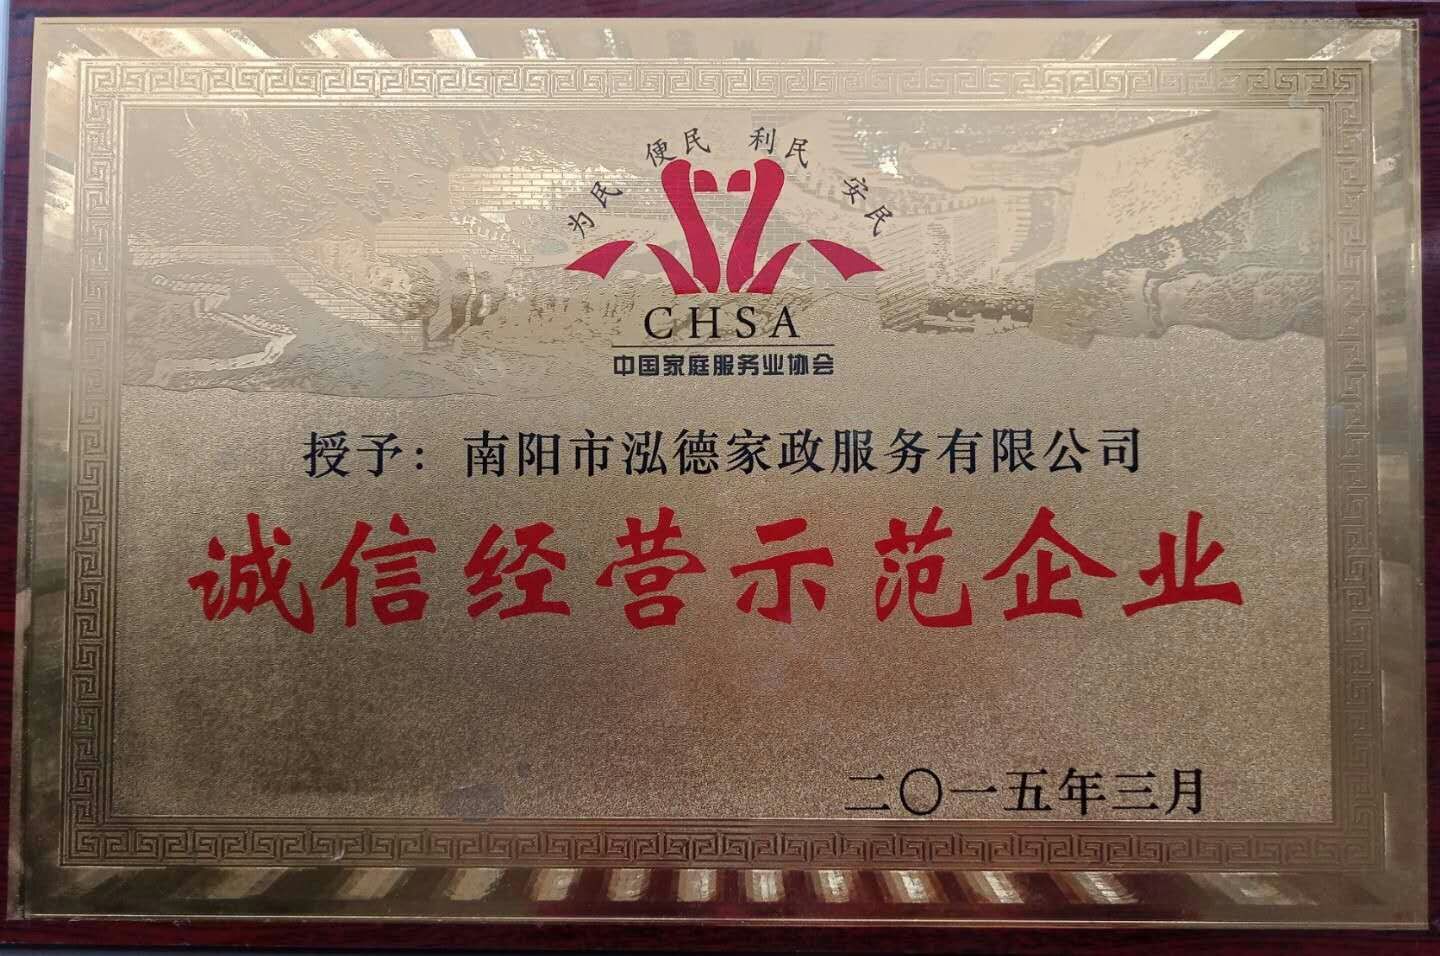 为民 便民 利民 安民
CHSA
中国家庭服务业协会
授予：南阳市泓德家政服务有限公司
诚信经营示范企业
二〇一五年三月